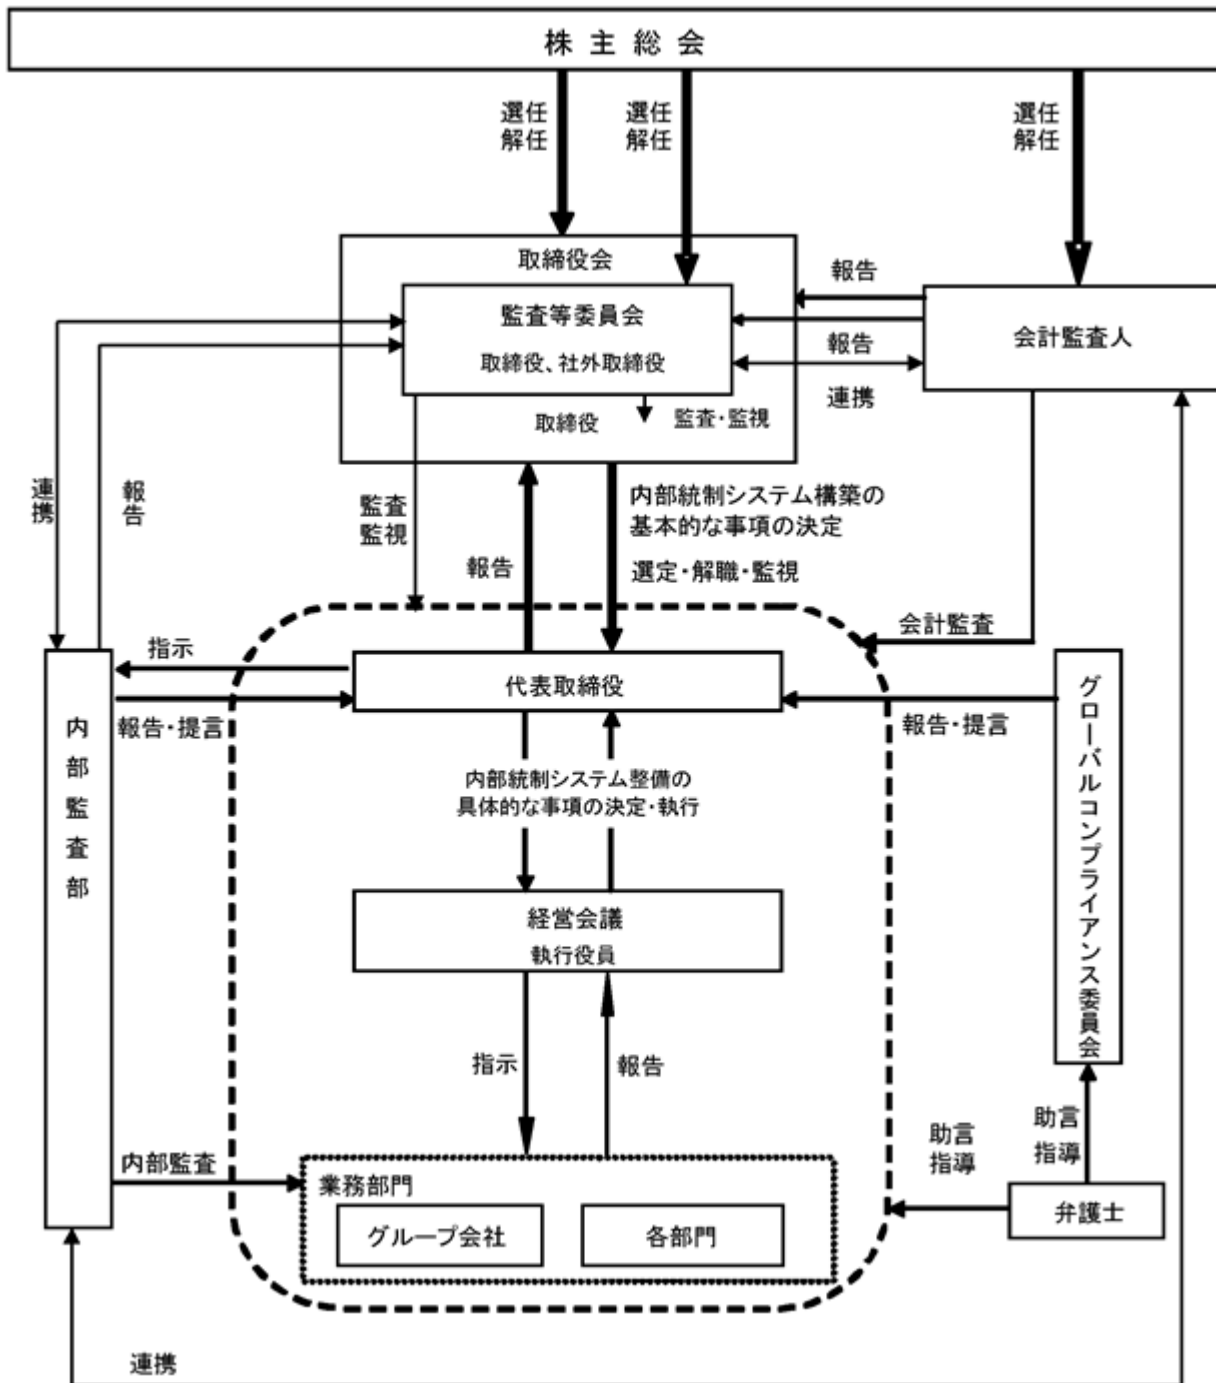 株主総会
選任
解任
選任
解任
選任
解任
取締役会
監査等委員会
取締役、社外取締役
取締役
監査・監視
報告
報告
連携
会計監査人
連携
報告
監査
監視
報告
内部統制システム構築の
基本的な事項の決定
選定・解職・監視
会計監査
指示
報告・提言
代表取締役
報告・提言
内部監査部
グローバルコンプライアンス委員会
内部統制システム整備の
具体的な事項の決定・執行
経営会議
執行役員
指示
報告
助言
指導
助言
指導
内部監査
業務部門
グループ会社
各部門
弁護士
連携